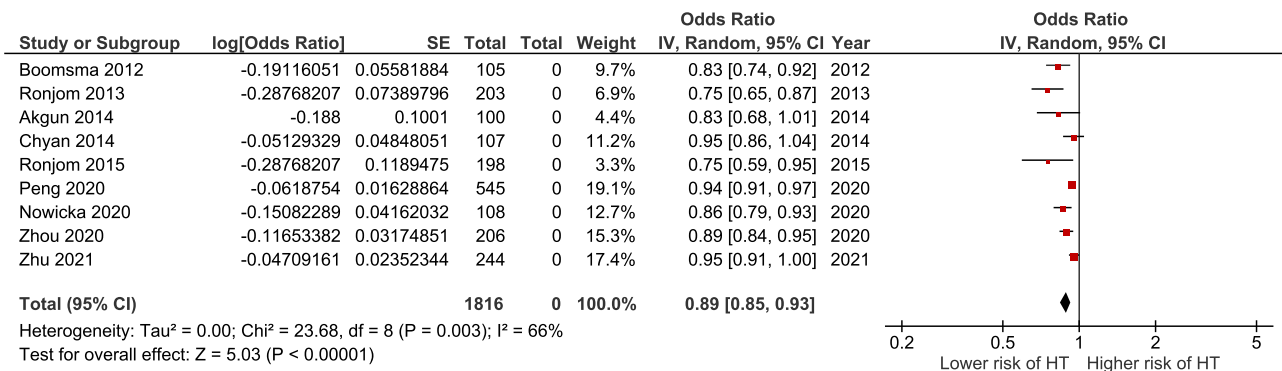 Odds Ratio Odds Ratio
Study or Subgroup log[Odds Ratio] SE Total Total Weight IV, Random, 95% CI Year IV, Random, 95% CI
Boomsma 2012 -0.19116051 0.05581884 105 0 9.7% 0.83 [0.74, 0.92] 2012
Ronjom 2013 -0.28768207 0.07389796 203 0 6.9% 0.75 [0.65, 0.87] 2013
Akgun 2014 -0.188 0.1001 100 0 4.4% 0.83 [0.68, 1.01] 2014
Chyan 2014 -0.05129329 0.04848051 107 0 11.2% 0.95 [0.86, 1.04] 2014
Ronjom 2015 -0.28768207 0.1189475 198 0 3.3% 0.75 [0.59, 0.95] 2015
Peng 2020 -0.0618754 0.01628864 545 0 19.1% 0.94 [0.91, 0.97] 2020
Nowicka 2020 -0.15082289 0.04162032 108 0 12.7% 0.86 [0.79, 0.93] 2020
Zhou 2020 -0.11653382 0.03174851 206 0 15.3% 0.89 [0.84, 0.95] 2020
Zhu 2021 -0.04709161 0.02352344 244 0 17.4% 0.95 [0.91, 1.00] 2021
Total (95% CI) 1816 0 100.0% 0.89 [0.85, 0.93]
Heterogeneity: Tau² = 0.00; Chi² = 23.68, df = 8 (P = 0.003); I² = 66%
Test for overall effect: Z = 5.03 (P < 0.00001)
0.2 0.5 1 2 5
Lower risk of HT Higher risk of HT